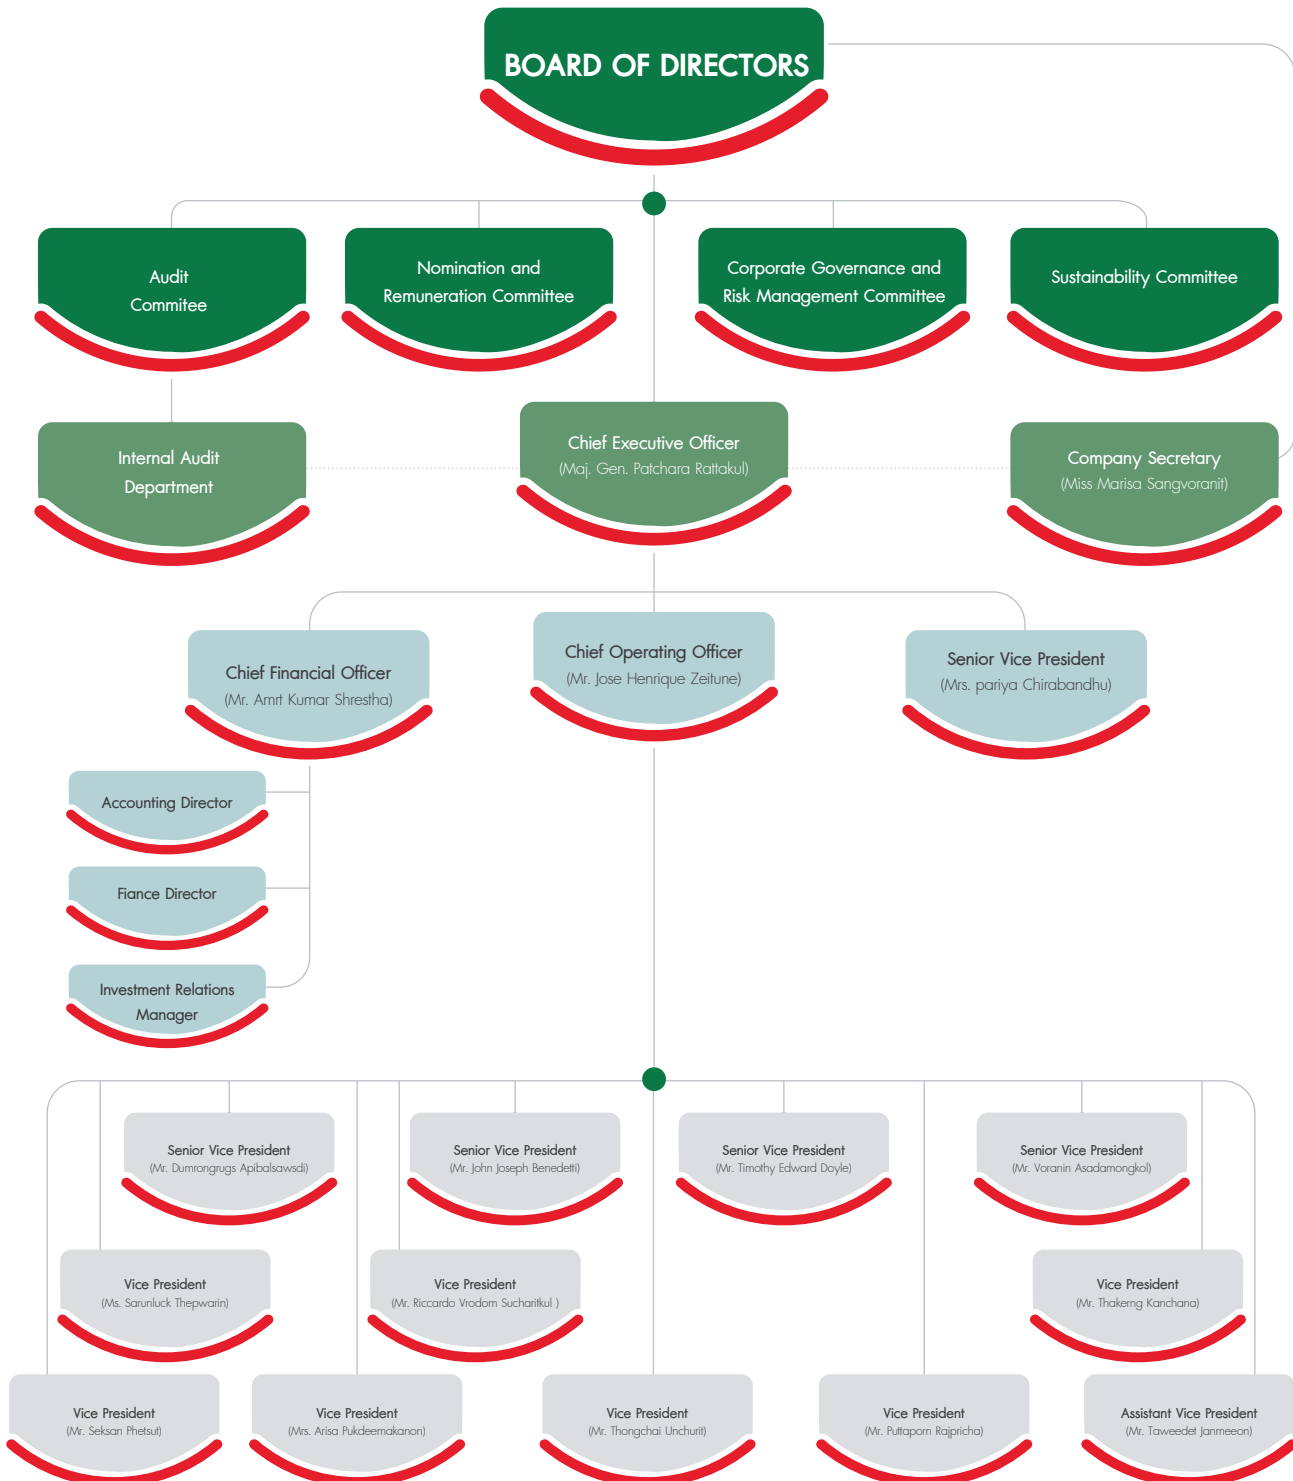 BOARD OF DIRECTORS
Audit
Commitee
Nomination and
Remuneration Committee
Corporate Governance and
Risk Management Committee
Sustainability Committee
Internal Audit
Department
Chief Executive Officer
(Maj. Gen. Patchara Rattakul)
Company Secretary
(Miss Marisa Sangvoranit)
Chief Financial Officer
(Mr. Amrt Kumar Shrestha)
Chief Operating Officer
(Mr. Jose Henrique Zeitune)
Senior Vice President
(Mrs. pariya Chirabandhu)
Accounting Director
Fiance Director
Investment Relations
Manager
Senior Vice President
(Mr. Dumrongrugs Apibalsawsdi)
Senior Vice President
(Mr. John Joseph Benedetti)
Senior Vice President
(Mr. Timothy Edward Doyle)
Senior Vice President
(Mr. Voranin Asadamongkol)
Vice President
(Ms. Sarunluck Thepwarin)
Vice President
(Mr. Riccardo Vrodom Sucharitkul )
Vice President
(Mr. Thakerng Kanchana)
Vice President
(Mr. Seksan Phetsut)
Vice President
(Mrs. Arisa Pukdeemakanon)
Vice President
(Mr. Thongchai Unchurit)
Vice President
(Mr. Puttaporn Rajpricha)
Assistant Vice President
(Mr. Taweedet Janmeeon)